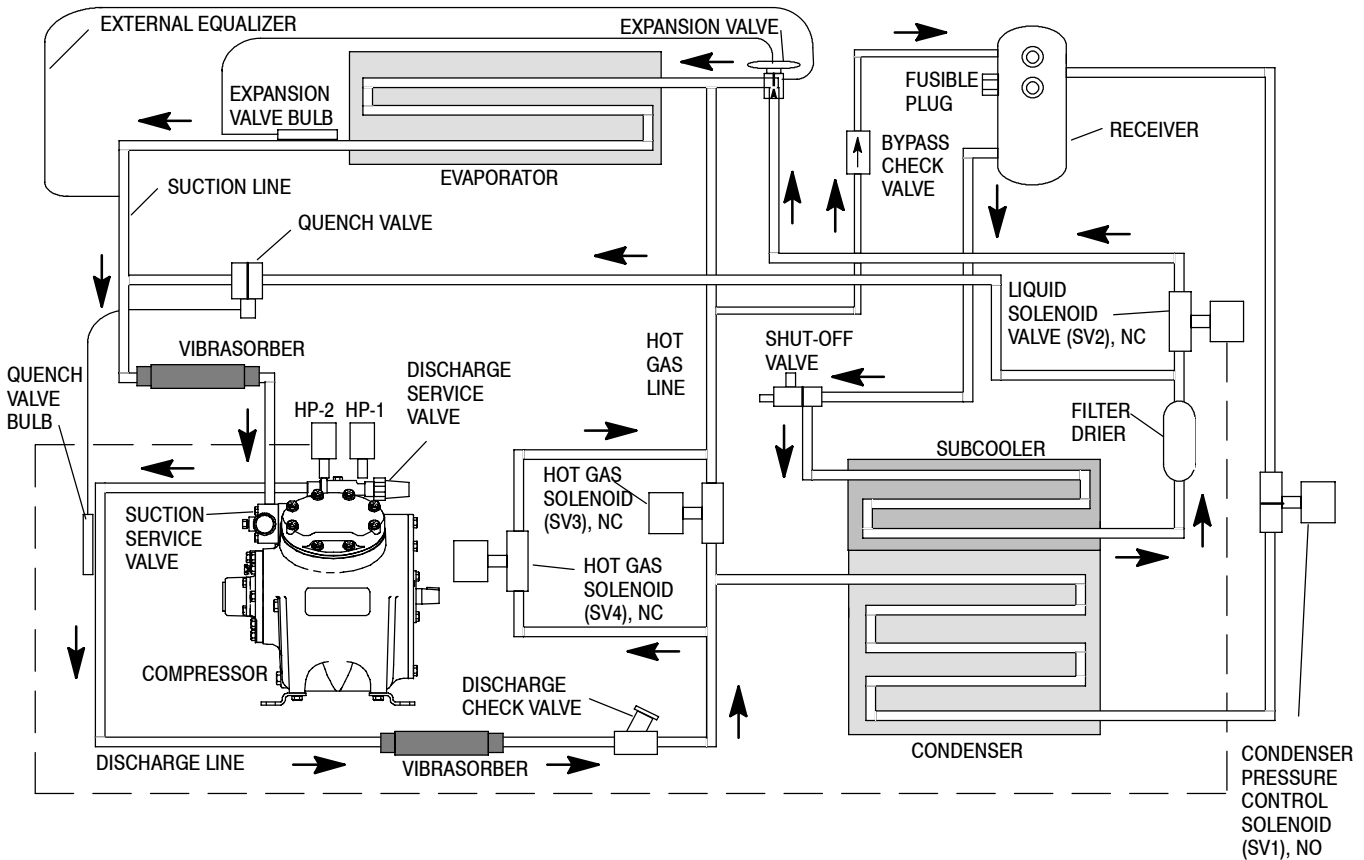 EXTERNAL EQUALIZER
EXPANSION VALVE
FUSIBLE
PLUG
EXPANSION
VALVE BULB
RECEIVER
BYPASS
CHECK
VALVE
EVAPORATOR
SUCTION LINE
QUENCH VALVE
LIQUID
SOLENOID
VALVE (SV2), NC
HOT
GAS
LINE
SHUT-OFF
VALVE
VIBRASORBER
QUENCH
VALVE
BULB
DISCHARGE
SERVICE
VALVE
HP-2
HP-1
FILTER
DRIER
SUBCOOLER
HOT GAS
SOLENOID
(SV3), NC
SUCTION
SERVICE
VALVE
HOT GAS
SOLENOID
(SV4), NC
COMPRESSOR
DISCHARGE
CHECK VALVE
CONDENSER
DISCHARGE LINE
VIBRASORBER
CONDENSER
PRESSURE
CONTROL
SOLENOID
(SV1), NO